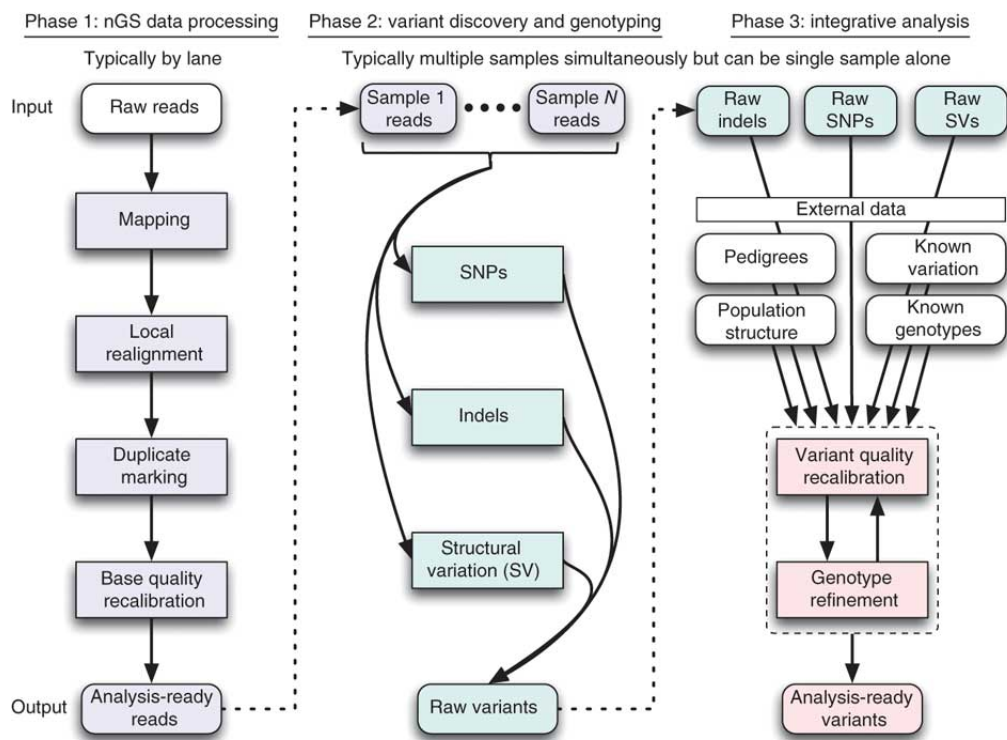 Phase 1: nGS data processing
Typically by lane
Input
Raw reads
Mapping
Local
realignment
Duplicate
marking
Base quality
recalibration
Output
Analysis-ready
reads
Phase 2: variant discovery and genotyping
Typically multiple samples simultaneously but can be single sample alone
Sample 1
reads
Sample N
reads
SNPs
Indels
Structural
variation (SV)
Raw variants
Phase 3: integrative analysis
Raw
indels
Raw
SNPs
Raw
SVs
External data
Pedigrees
Known
variation
Population
structure
Known
genotypes
Variant quality
recalibration
Genotype
refinement
Analysis-ready
variants